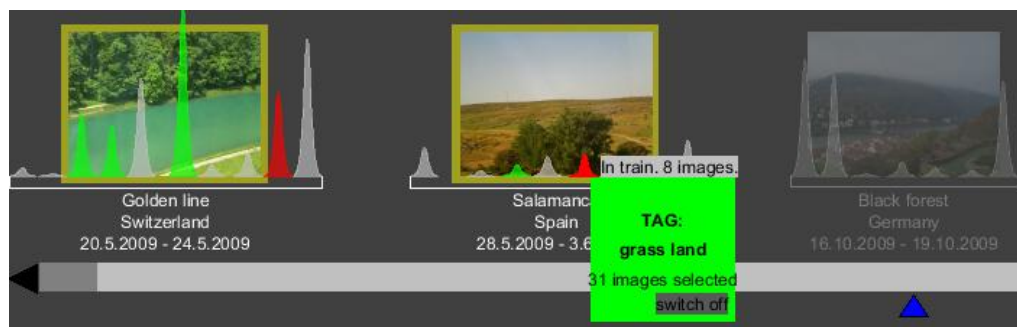 Golden line
Switzerland
20.5.2009 - 24.5.2009
Salamanc
Spain
28.5.2009 - 3.6
In train. 8 images.
TAG:
grass land
31 images selected
switch off
Black forest
Germany
16.10.2009 - 19.10.2009